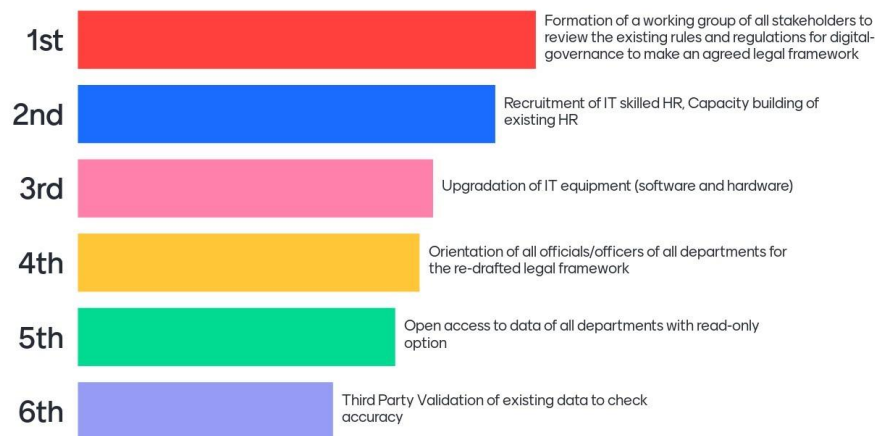 1st
Formation of a working group of all stakeholders to
review the existing rules and regulations for digital-
governance to make an agreed legal framework
2nd
Recruitment of IT skilled HR, Capacity building of
existing HR
3rd
Upgradation of IT equipment (software and hardware)
4th
Orientation of all officials/officers of all departments for
the re-drafted legal framework
5th
Open access to data of all departments with read-only
option
6th
Third Party Validation of existing data to check
accuracy